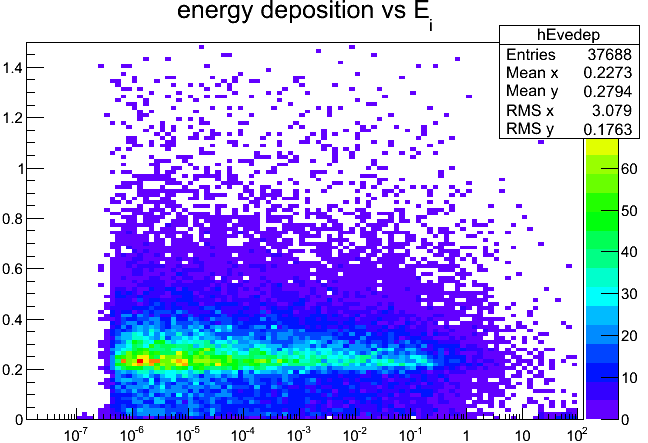 energy deposition vs E_i
hEvedep
Entries 37688
Mean x 0.2273
Mean y 0.2794
RMS x 3.079
RMS y 0.1763
1.4
1.2
1
0.8
0.6
0.4
0.2
0
60
50
40
30
20
10
0
10^-7 10^-6 10^-5 10^-4 10^-3 10^-2 10^-1 1 10 10^2